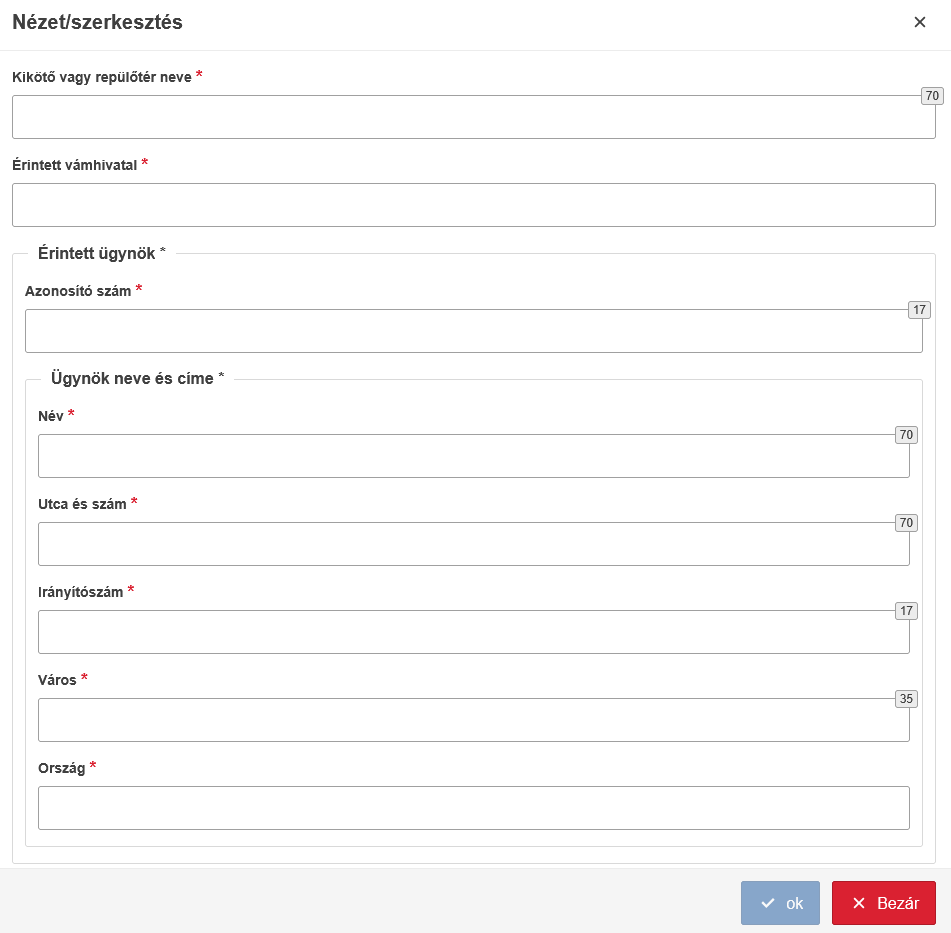 Nézet/szerkesztés
Kikötő vagy repülőtér neve *
70
Érintett vámhivatal *
Érintett ügynök *
Azonosító szám *
17
Ügynök neve és címe *
Név *
70
Utca és szám *
70
Irányítószám *
17
Város *
35
Ország *
ok
Bezár